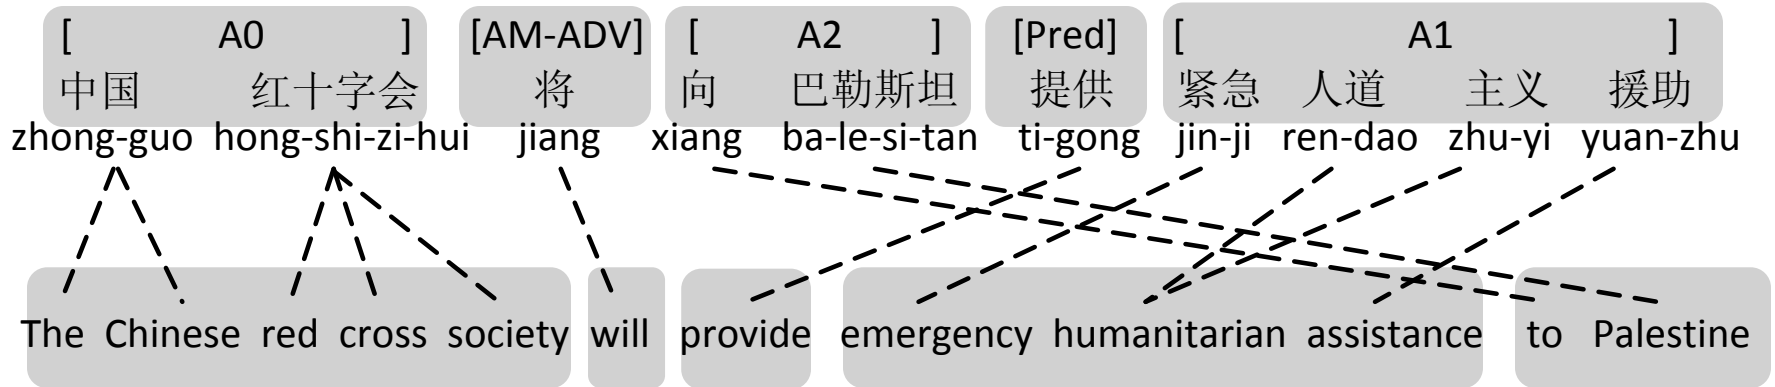 [ A0 ] [AM-ADV] [ A2 ] [Pred] [ A1 ]
中国 红十字会 将 向 巴勒斯坦 提供 紧急 人道 主义 援助
zhong-guo hong-shi-zi-hui jiang xiang ba-le-si-tan ti-gong jin-ji ren-dao zhu-yi yuan-zhu
The Chinese red cross society will provide emergency humanitarian assistance to Palestine